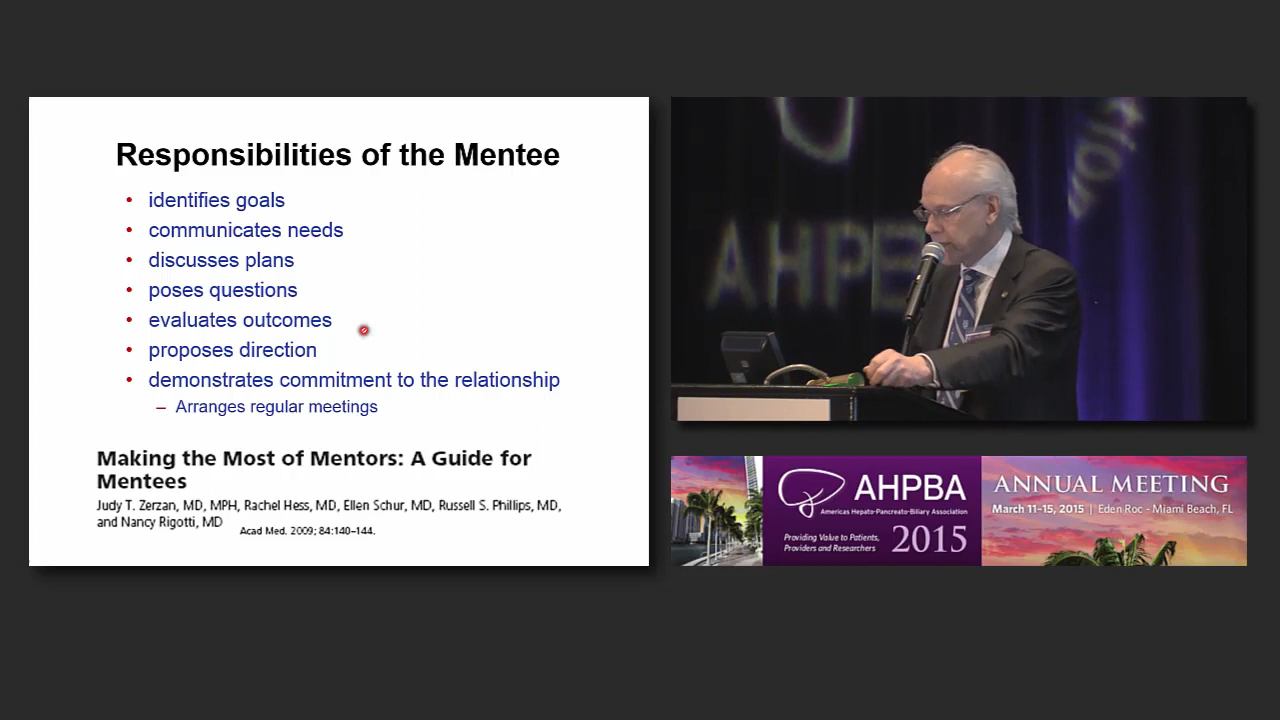 Responsibilities of the Mentee
• identifies goals
• communicates needs
• discusses plans
• poses questions
• evaluates outcomes
• proposes direction
• demonstrates commitment to the relationship
– Arranges regular meetings
Making the Most of Mentors: A Guide for
Mentees
Judy T. Zerzan, MD, MPH, Rachel Hess, MD, Ellen Schur, MD, Russell S. Phillips, MD,
and Nancy Rigotti, MD
Acad Med. 2009; 84:140–144.
AHPB
tion
AHPBA
Americas Hepato-Pancreato-Biliary Association
Providing Value to Patients,
Providers and Researchers
2015
ANNUAL MEETING
March 11-15, 2015 | Eden Roc - Miami Beach, FL